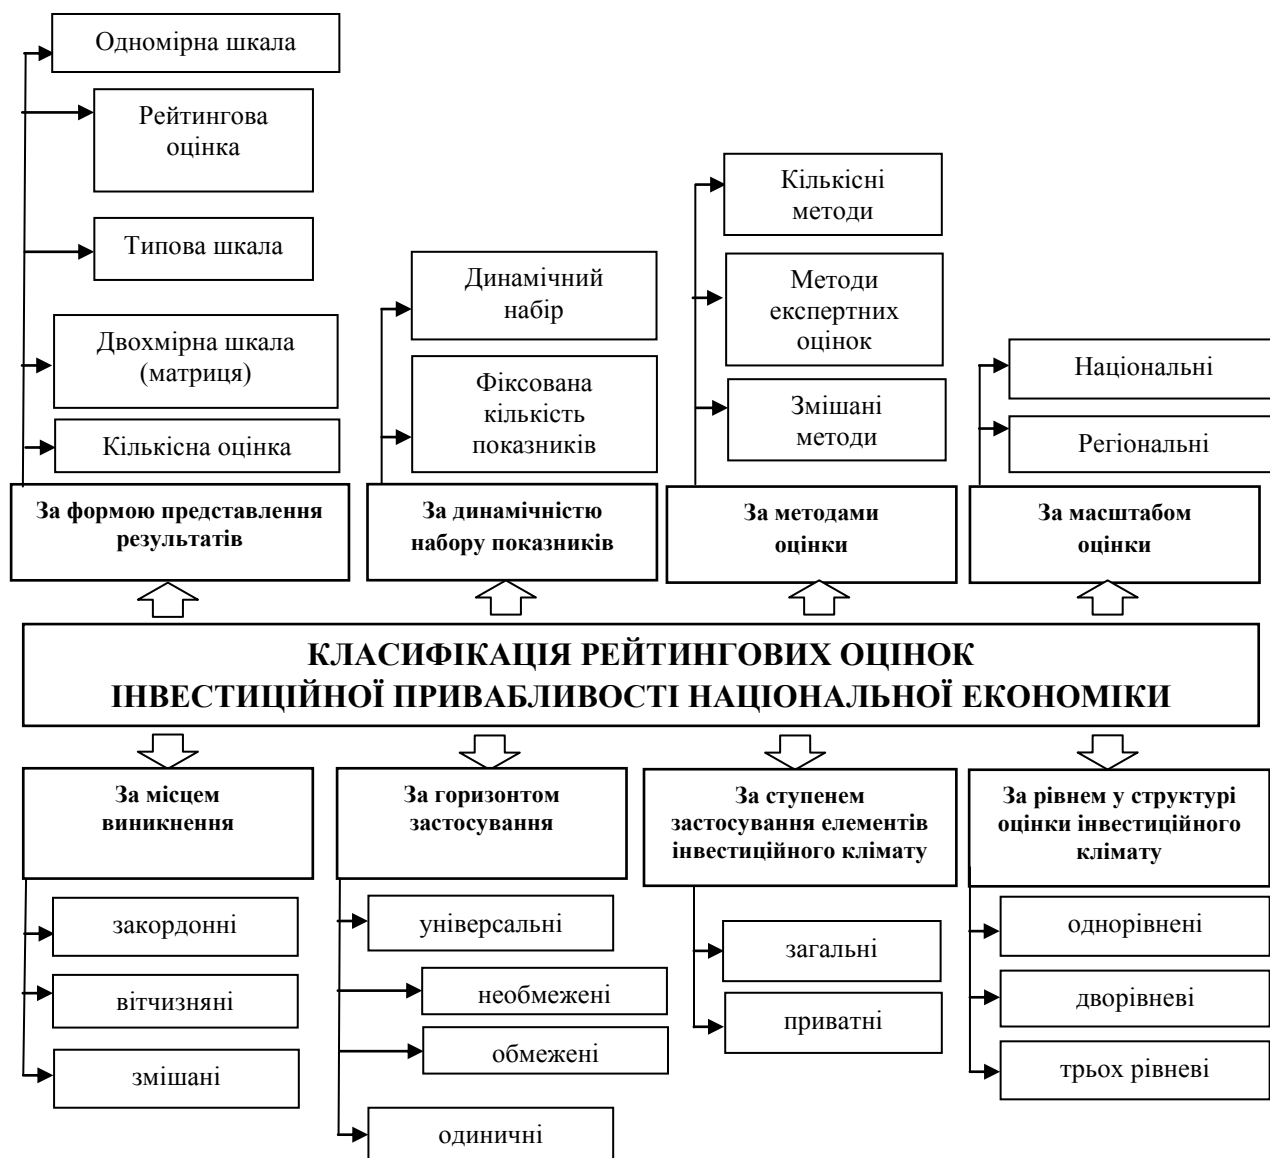 Одномірна шкала
Рейтингова
оцінка
Типова шкала
Двохмірна шкала
(матриця)
Кількісна оцінка
За формою представлення
результатів
Динамічний
набір
Фіксована
кількість
показників
За динамічністю
набору показників
Кількісні
методи
Методи
експертних
оцінок
Змішані
методи
За методами
оцінки
Національні
Регіональні
За масштабом
оцінки
КЛАСИФІКАЦІЯ РЕЙТИНГОВИХ ОЦІНОК
ІНВЕСТИЦІЙНОЇ ПРИВАБЛИВОСТІ НАЦІОНАЛЬНОЇ ЕКОНОМІКИ
За місцем
виникнення
закордонні
вітчизняні
змішані
За горизонтом
застосування
універсальні
необмежені
обмежені
одиничні
За ступенем
застосування елементів
інвестиційного клімату
загальні
приватні
За рівнем у структурі
оцінки інвестиційного
клімату
однорівнені
дворівневі
трьох рівневі